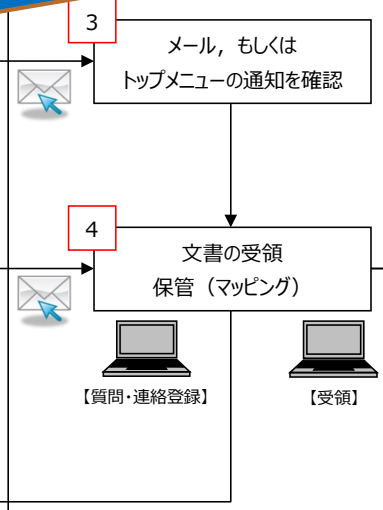 3
メール，もしくは
トップメニューの通知を確認
4
文書の受領
保管（マッピング）
【質問・連絡登録】
【受領】